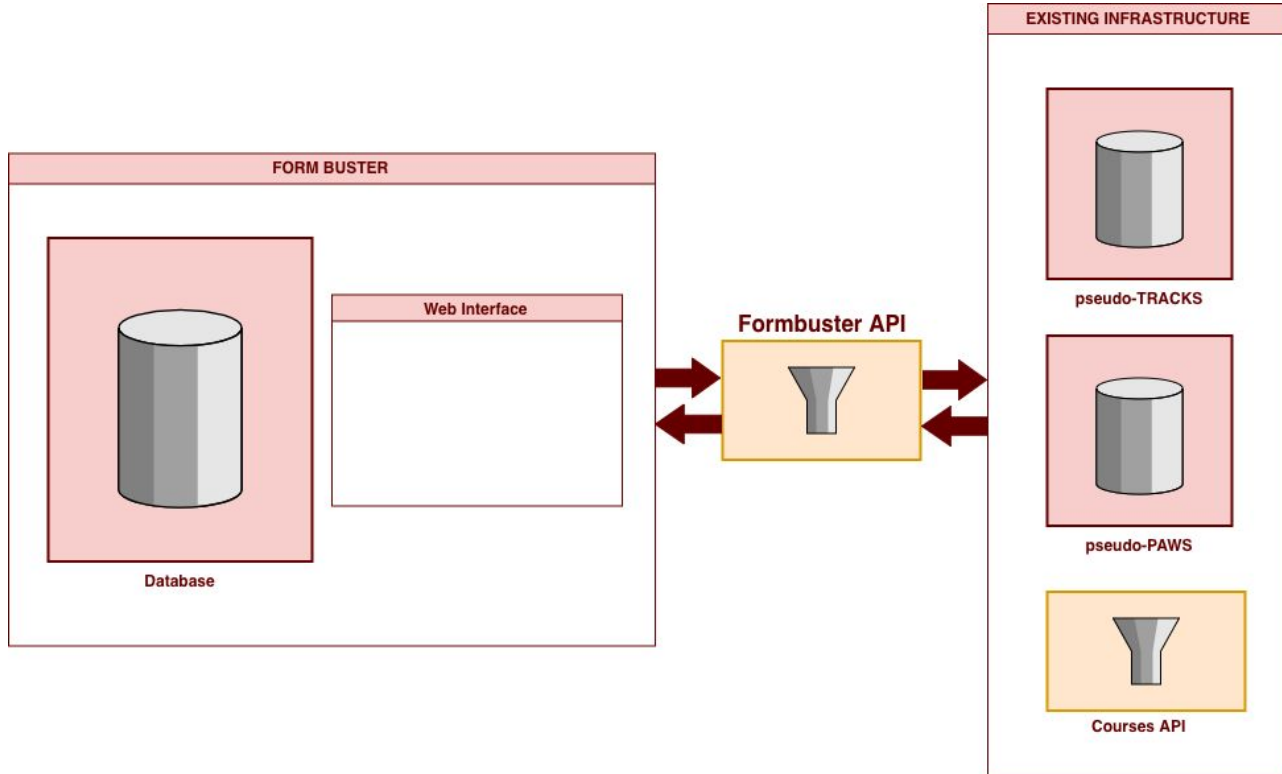 EXISTING INFRASTRUCTURE
FORM BUSTER
Web Interface
Database
Formbuster API
pseudo-TRACKS
pseudo-PAWS
Courses API